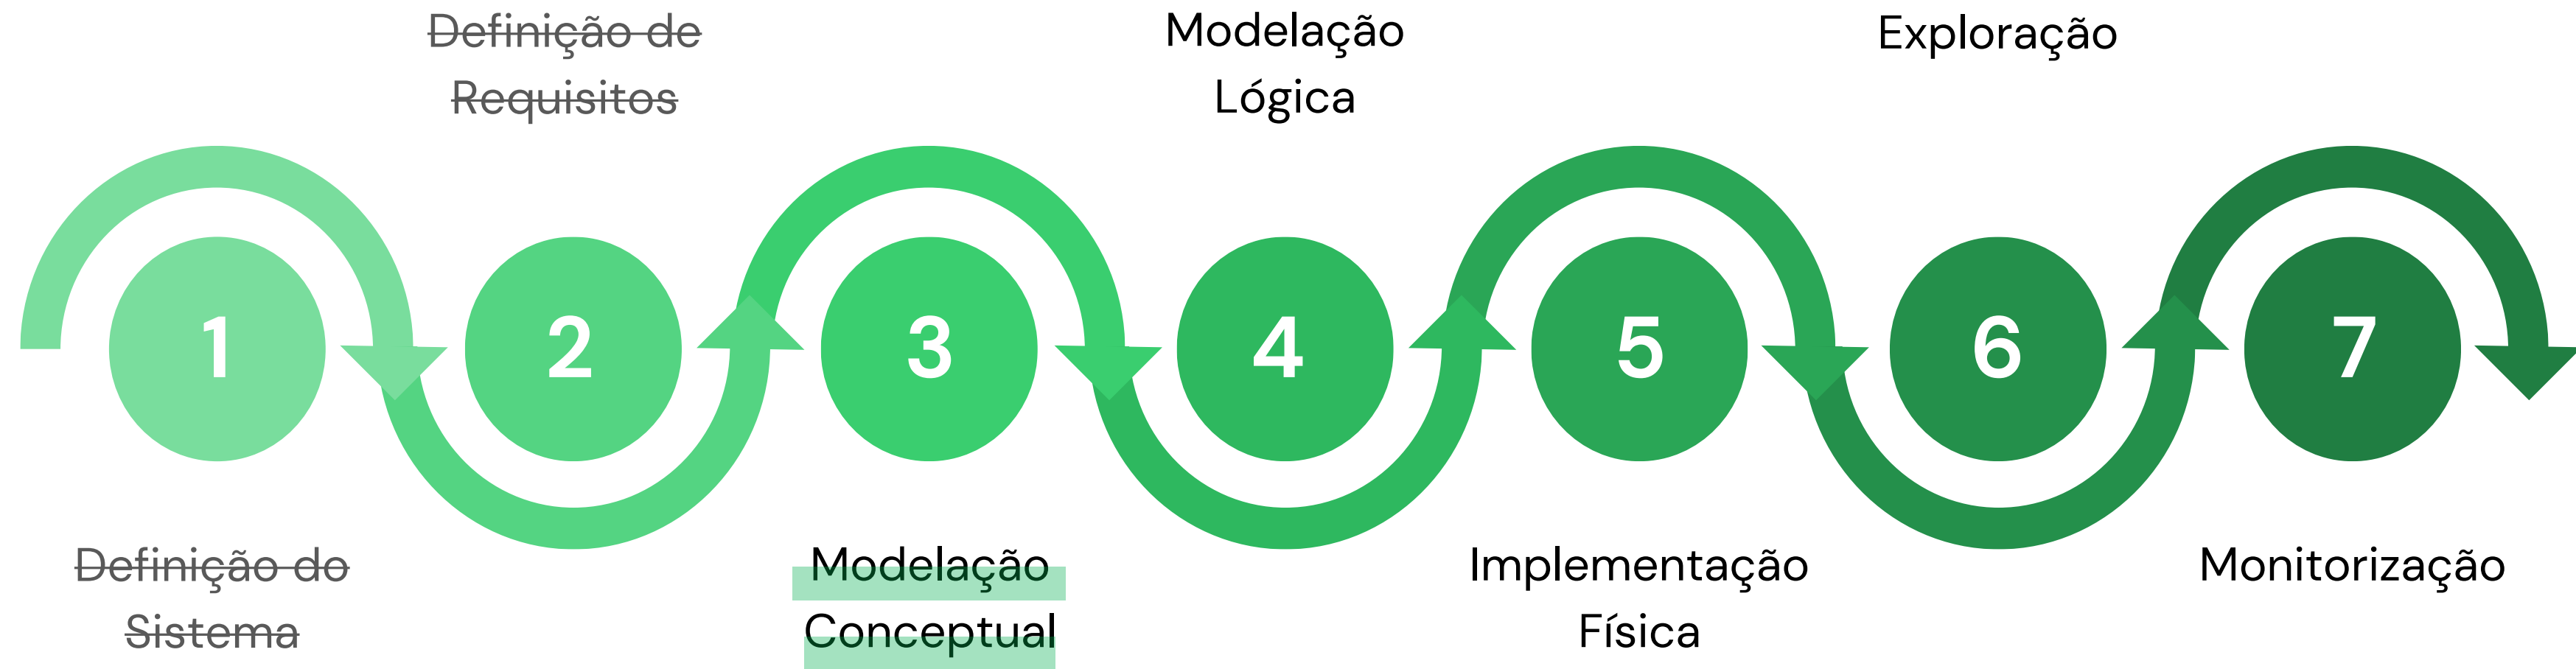 Definição de
Requisitos
Modelação
Lógica
Exploração
1
2
3
4
5
6
7
Definição do
Sistema
Modelação
Conceptual
Implementação
Física
Monitorização